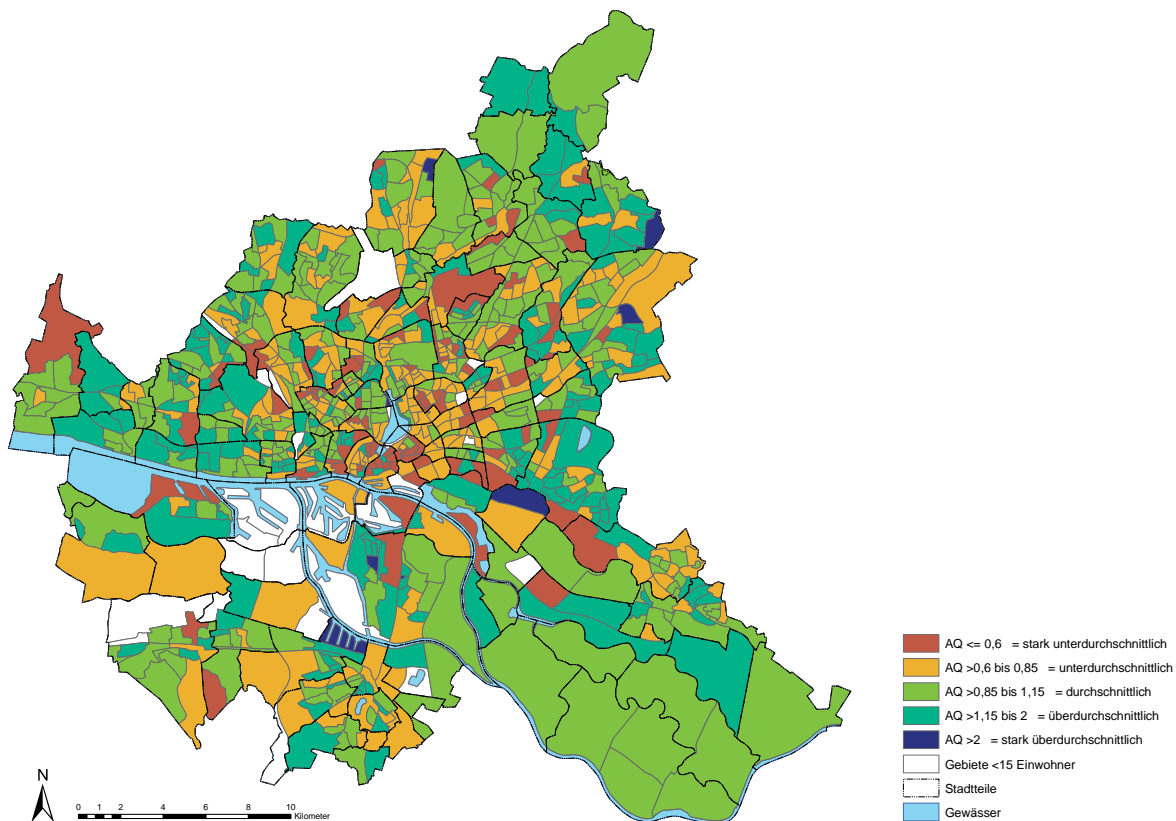 AQ <= 0,6 = stark unterdurchschnittlich
AQ >0,6 bis 0,85 = unterdurchschnittlich
AQ >0,85 bis 1,15 = durchschnittlich
AQ >1,15 bis 2 = überdurchschnittlich
AQ >2 = stark überdurchschnittlich
Gebiete <15 Einwohner
Stadtteile
Gewässer
N
0 1 2 4 6 8 10
Kilometer